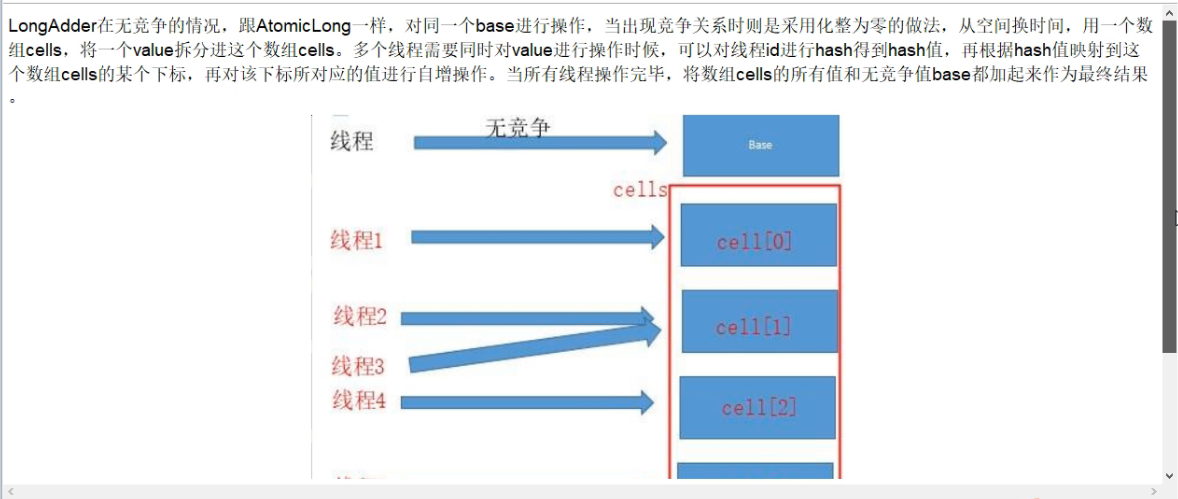 LongAdder在无竞争的情况，跟AtomicLong一样，对同一个base进行操作，当出现竞争关系时则是采用化整为零的做法，从空间换时间，用一个数
组cells，将一个value拆分进这个数组cells。多个线程需要同时对value进行操作时候，可以对线程id进行hash得到hash值，再根据hash值映射到这
个数组cells的某个下标，再对该下标所对应的值进行自增操作。当所有线程操作完毕，将数组cells的所有值和无竞争值base都加起来作为最终结果
。
线程
无竞争
Base
cells
线程1
cell[0]
线程2
cell[1]
线程3
线程4
cell[2]